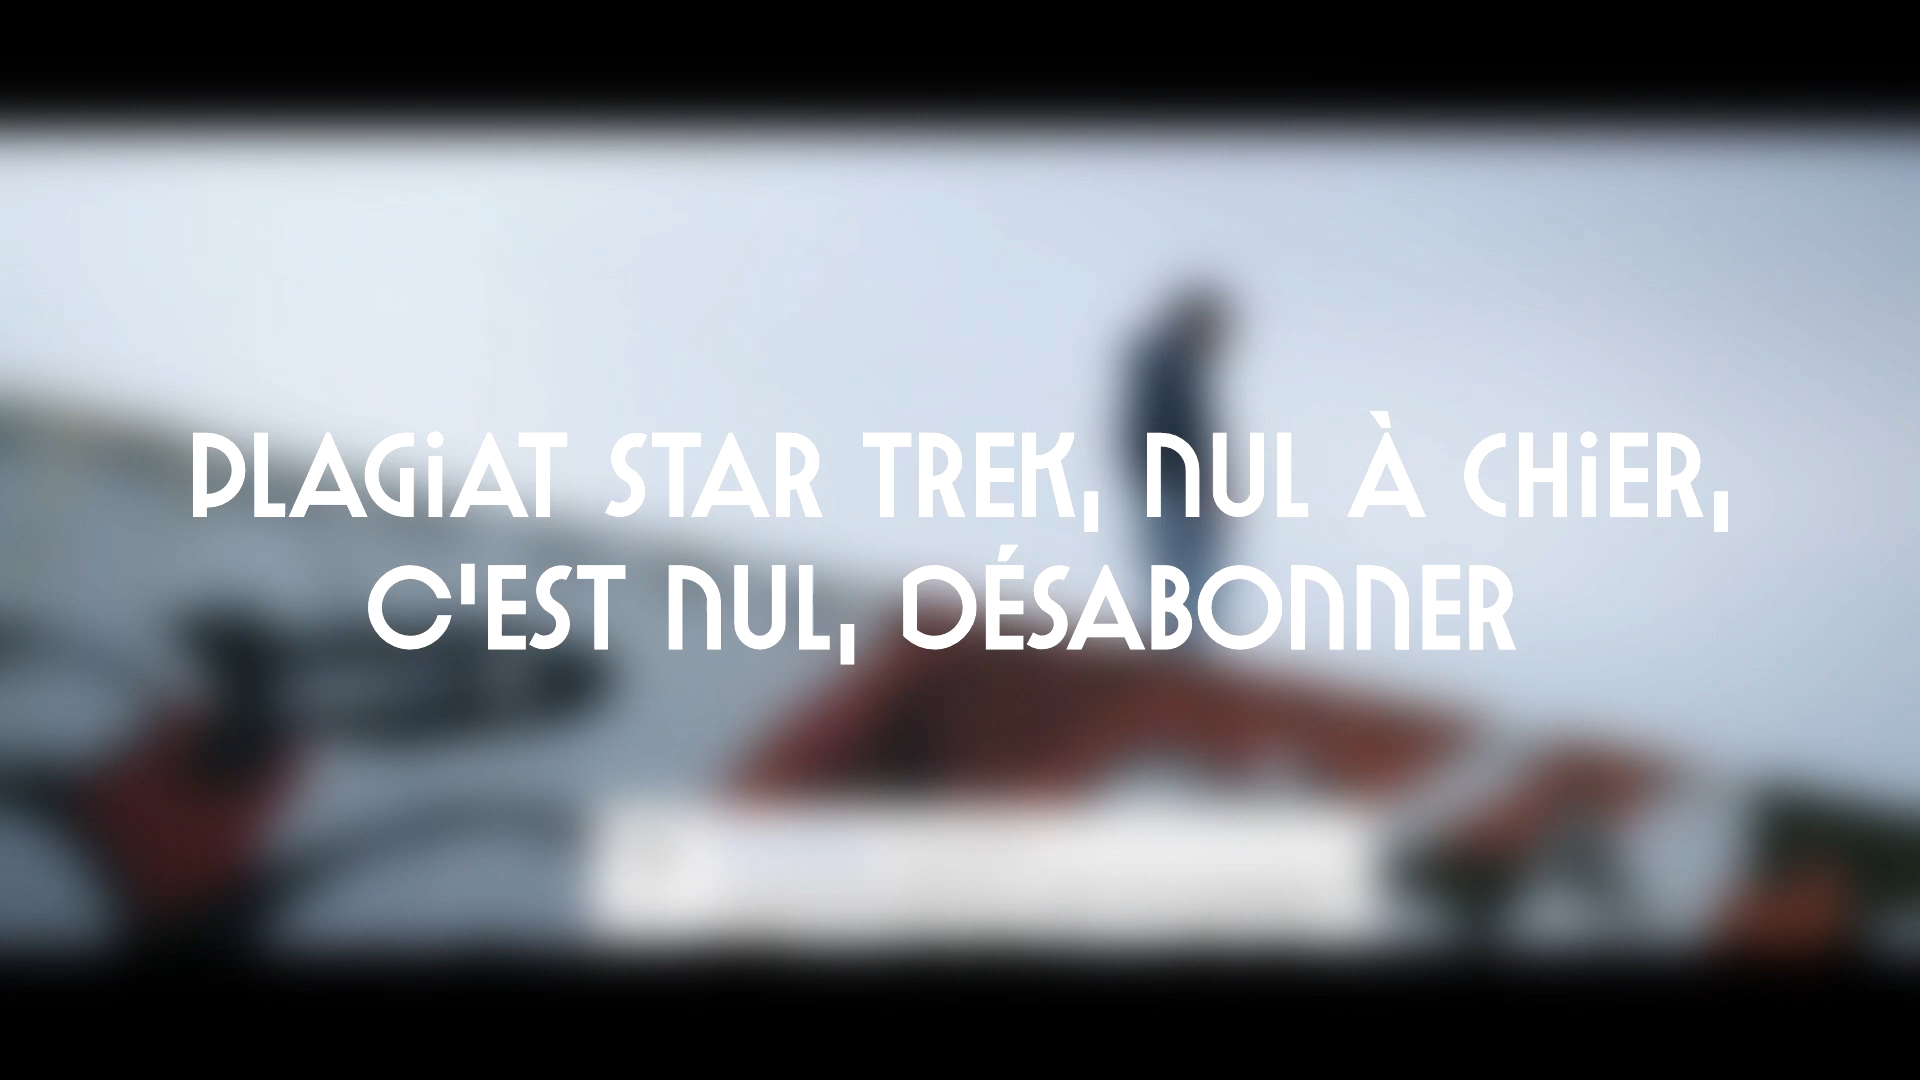 PLAGiAT STAR TREK, NUL À CHiER,
C'EST NUL, DÉSABONNER